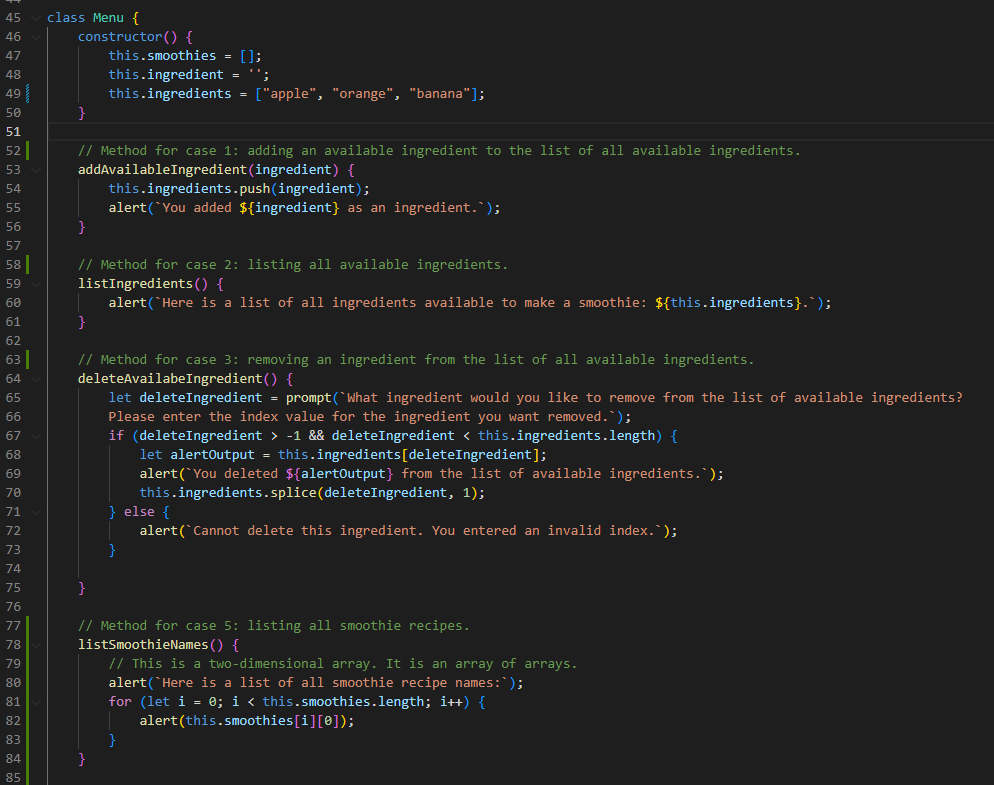 44
45 class Menu {
46 constructor() {
47 this.smoothies = [];
48 this.ingredient = '';
49 this.ingredients = ["apple", "orange", "banana"];
50 }
51
52 // Method for case 1: adding an available ingredient to the list of all available ingredients.
53 addAvailableIngredient(ingredient) {
54 this.ingredients.push(ingredient);
55 alert(`You added ${ingredient} as an ingredient.`);
56 }
57
58 // Method for case 2: listing all available ingredients.
59 listIngredients() {
60 alert(`Here is a list of all ingredients available to make a smoothie: ${this.ingredients}.`);
61 }
62
63 // Method for case 3: removing an ingredient from the list of all available ingredients.
64 deleteAvailabeIngredient() {
65 let deleteIngredient = prompt(`What ingredient would you like to remove from the list of available ingredients?
66 Please enter the index value for the ingredient you want removed.`);
67 if (deleteIngredient > -1 && deleteIngredient < this.ingredients.length) {
68 let alertOutput = this.ingredients[deleteIngredient];
69 alert(`You deleted ${alertOutput} from the list of available ingredients.`);
70 this.ingredients.splice(deleteIngredient, 1);
71 } else {
72 alert(`Cannot delete this ingredient. You entered an invalid index.`);
73 }
74
75 }
76
77 // Method for case 5: listing all smoothie recipes.
78 listSmoothieNames() {
79 // This is a two-dimensional array. It is an array of arrays.
80 alert(`Here is a list of all smoothie recipe names:`);
81 for (let i = 0; i < this.smoothies.length; i++) {
82 alert(this.smoothies[i][0]);
83 }
84 }
85